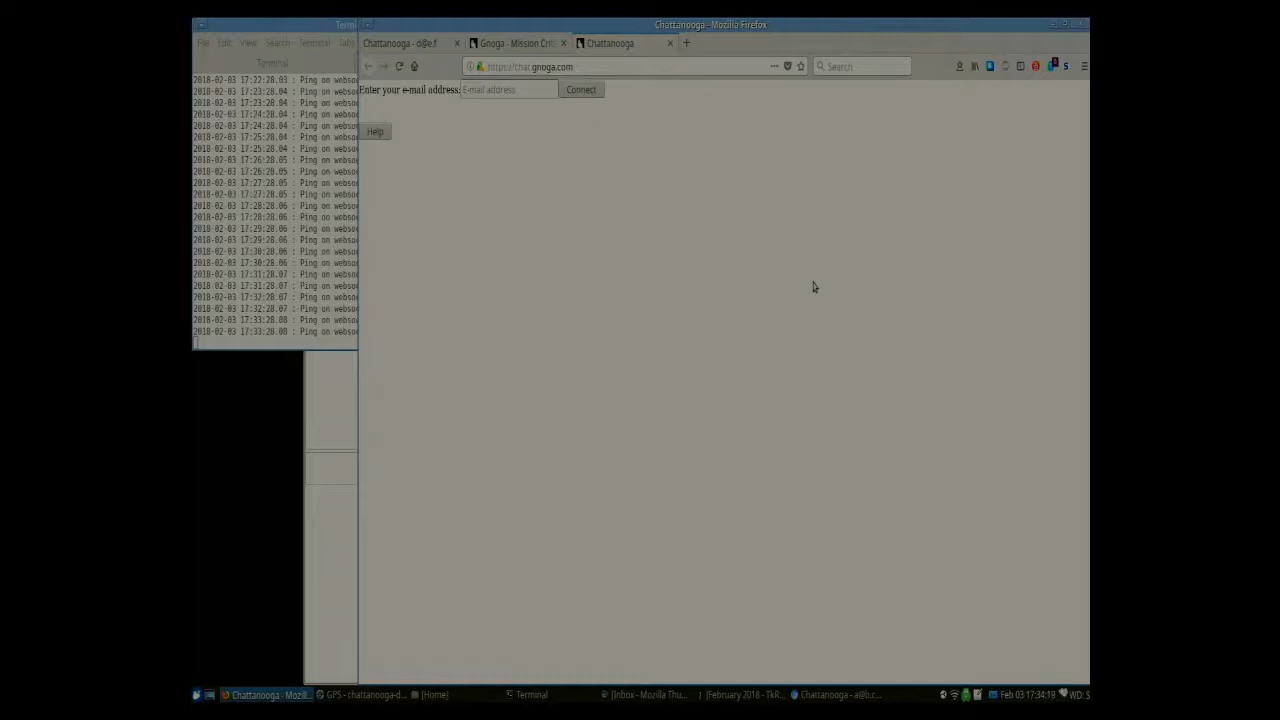 Termi
Chattanooga - Mozilla Firefox
File Edit View Search Terminal Tabs
Chattanooga - d@e.f
Gnoga - Mission Crit
Chattanooga
Terminal
https://chat.gnoga.com
Search
Enter your e-mail address:
E-mail address
Connect
Help
2018-02-03 17:22:28.03 : Ping on websoc
2018-02-03 17:23:28.04 : Ping on websoc
2018-02-03 17:23:28.04 : Ping on websoc
2018-02-03 17:24:28.04 : Ping on websoc
2018-02-03 17:24:28.04 : Ping on websoc
2018-02-03 17:25:28.04 : Ping on websoc
2018-02-03 17:25:28.04 : Ping on websoc
2018-02-03 17:26:28.05 : Ping on websoc
2018-02-03 17:26:28.05 : Ping on websoc
2018-02-03 17:27:28.05 : Ping on websoc
2018-02-03 17:27:28.05 : Ping on websoc
2018-02-03 17:28:28.06 : Ping on websoc
2018-02-03 17:28:28.06 : Ping on websoc
2018-02-03 17:29:28.06 : Ping on websoc
2018-02-03 17:29:28.06 : Ping on websoc
2018-02-03 17:30:28.06 : Ping on websoc
2018-02-03 17:30:28.06 : Ping on websoc
2018-02-03 17:31:28.07 : Ping on websoc
2018-02-03 17:31:28.07 : Ping on websoc
2018-02-03 17:32:28.07 : Ping on websoc
2018-02-03 17:32:28.07 : Ping on websoc
2018-02-03 17:33:28.08 : Ping on websoc
2018-02-03 17:33:28.08 : Ping on websoc
Chattanooga - Mozill...
GPS - chattanooga-d...
[Home]
Terminal
[Inbox - Mozilla Thu...
[February 2018 - TkR...
Chattanooga - a@b.c...
Feb 03 17:34:19
WD: S